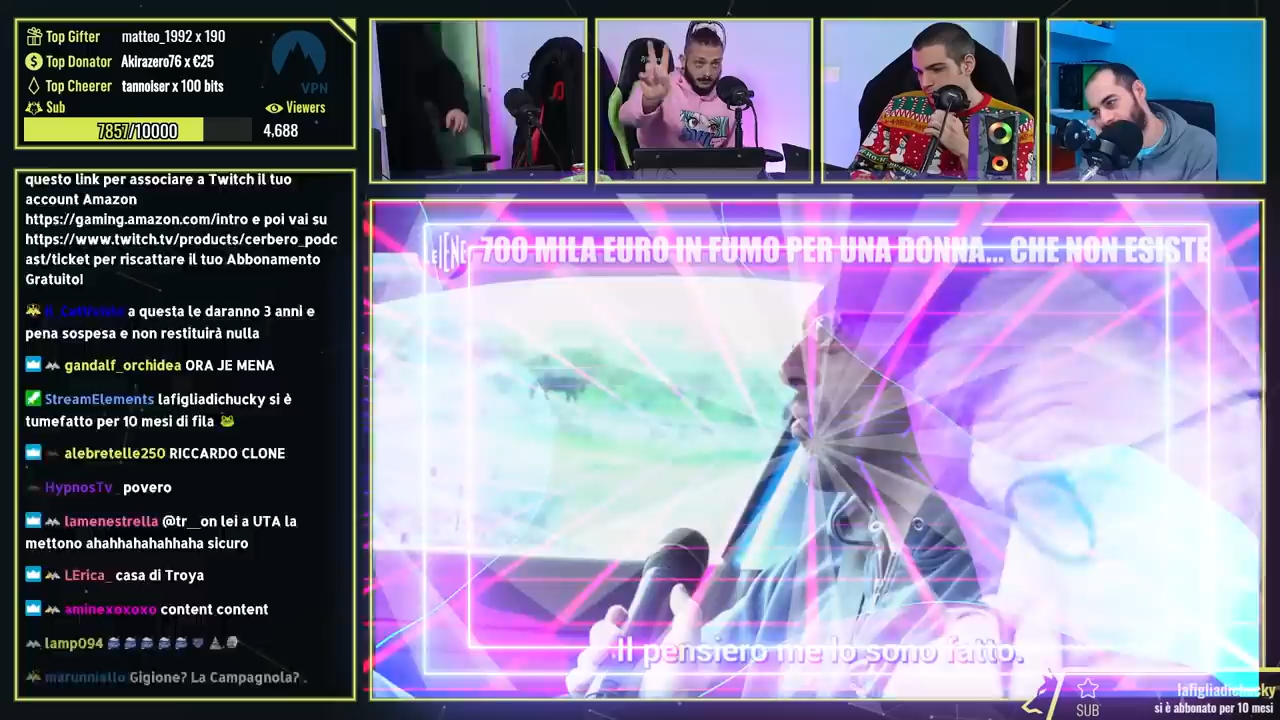 Top Gifter matteo_1992 x 190
Top Donator Akirazero76 x €25
Top Cheerer tannoiser x 100 bits
VPN
Sub
Viewers
7857/10000
4,688
questo link per associare a Twitch il tuo
account Amazon
https://gaming.amazon.com/intro e poi vai su
https://www.twitch.tv/products/cerbero_podc
ast/ticket per riscattare il tuo Abbonamento
Gratuito!
a questa le daranno 3 anni e
pena sospesa e non restituirà nulla
gandalf_orchidea ORA JE MENA
StreamElements lafigliadichucky si è
tumefatto per 10 mesi di fila
alebretelle250 RICCARDO CLONE
HypnosTv_ povero
lamenestrella @tr__on lei a UTA la
mettono ahahhahahahhaha sicuro
LErica_ casa di Troya
aminexoxoxo content content
lamp094
marunniello Gigione? La Campagnola? .
LE IENE
700 MILA EURO IN FUMO PER UNA DONNA... CHE NON ESISTE
Il pensiero me lo sono fatto.
SUB
lafigliadichucky
si è abbonato per 10 mesi